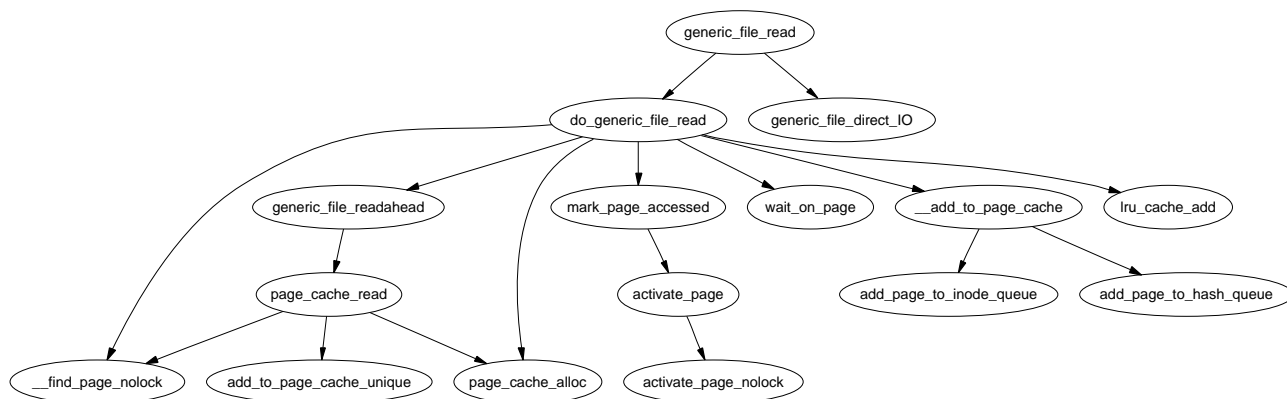 generic_file_read
do_generic_file_read
generic_file_direct_IO
generic_file_readahead
mark_page_accessed
wait_on_page
__add_to_page_cache
lru_cache_add
page_cache_read
activate_page
add_page_to_inode_queue
add_page_to_hash_queue
__find_page_nolock
add_to_page_cache_unique
page_cache_alloc
activate_page_nolock